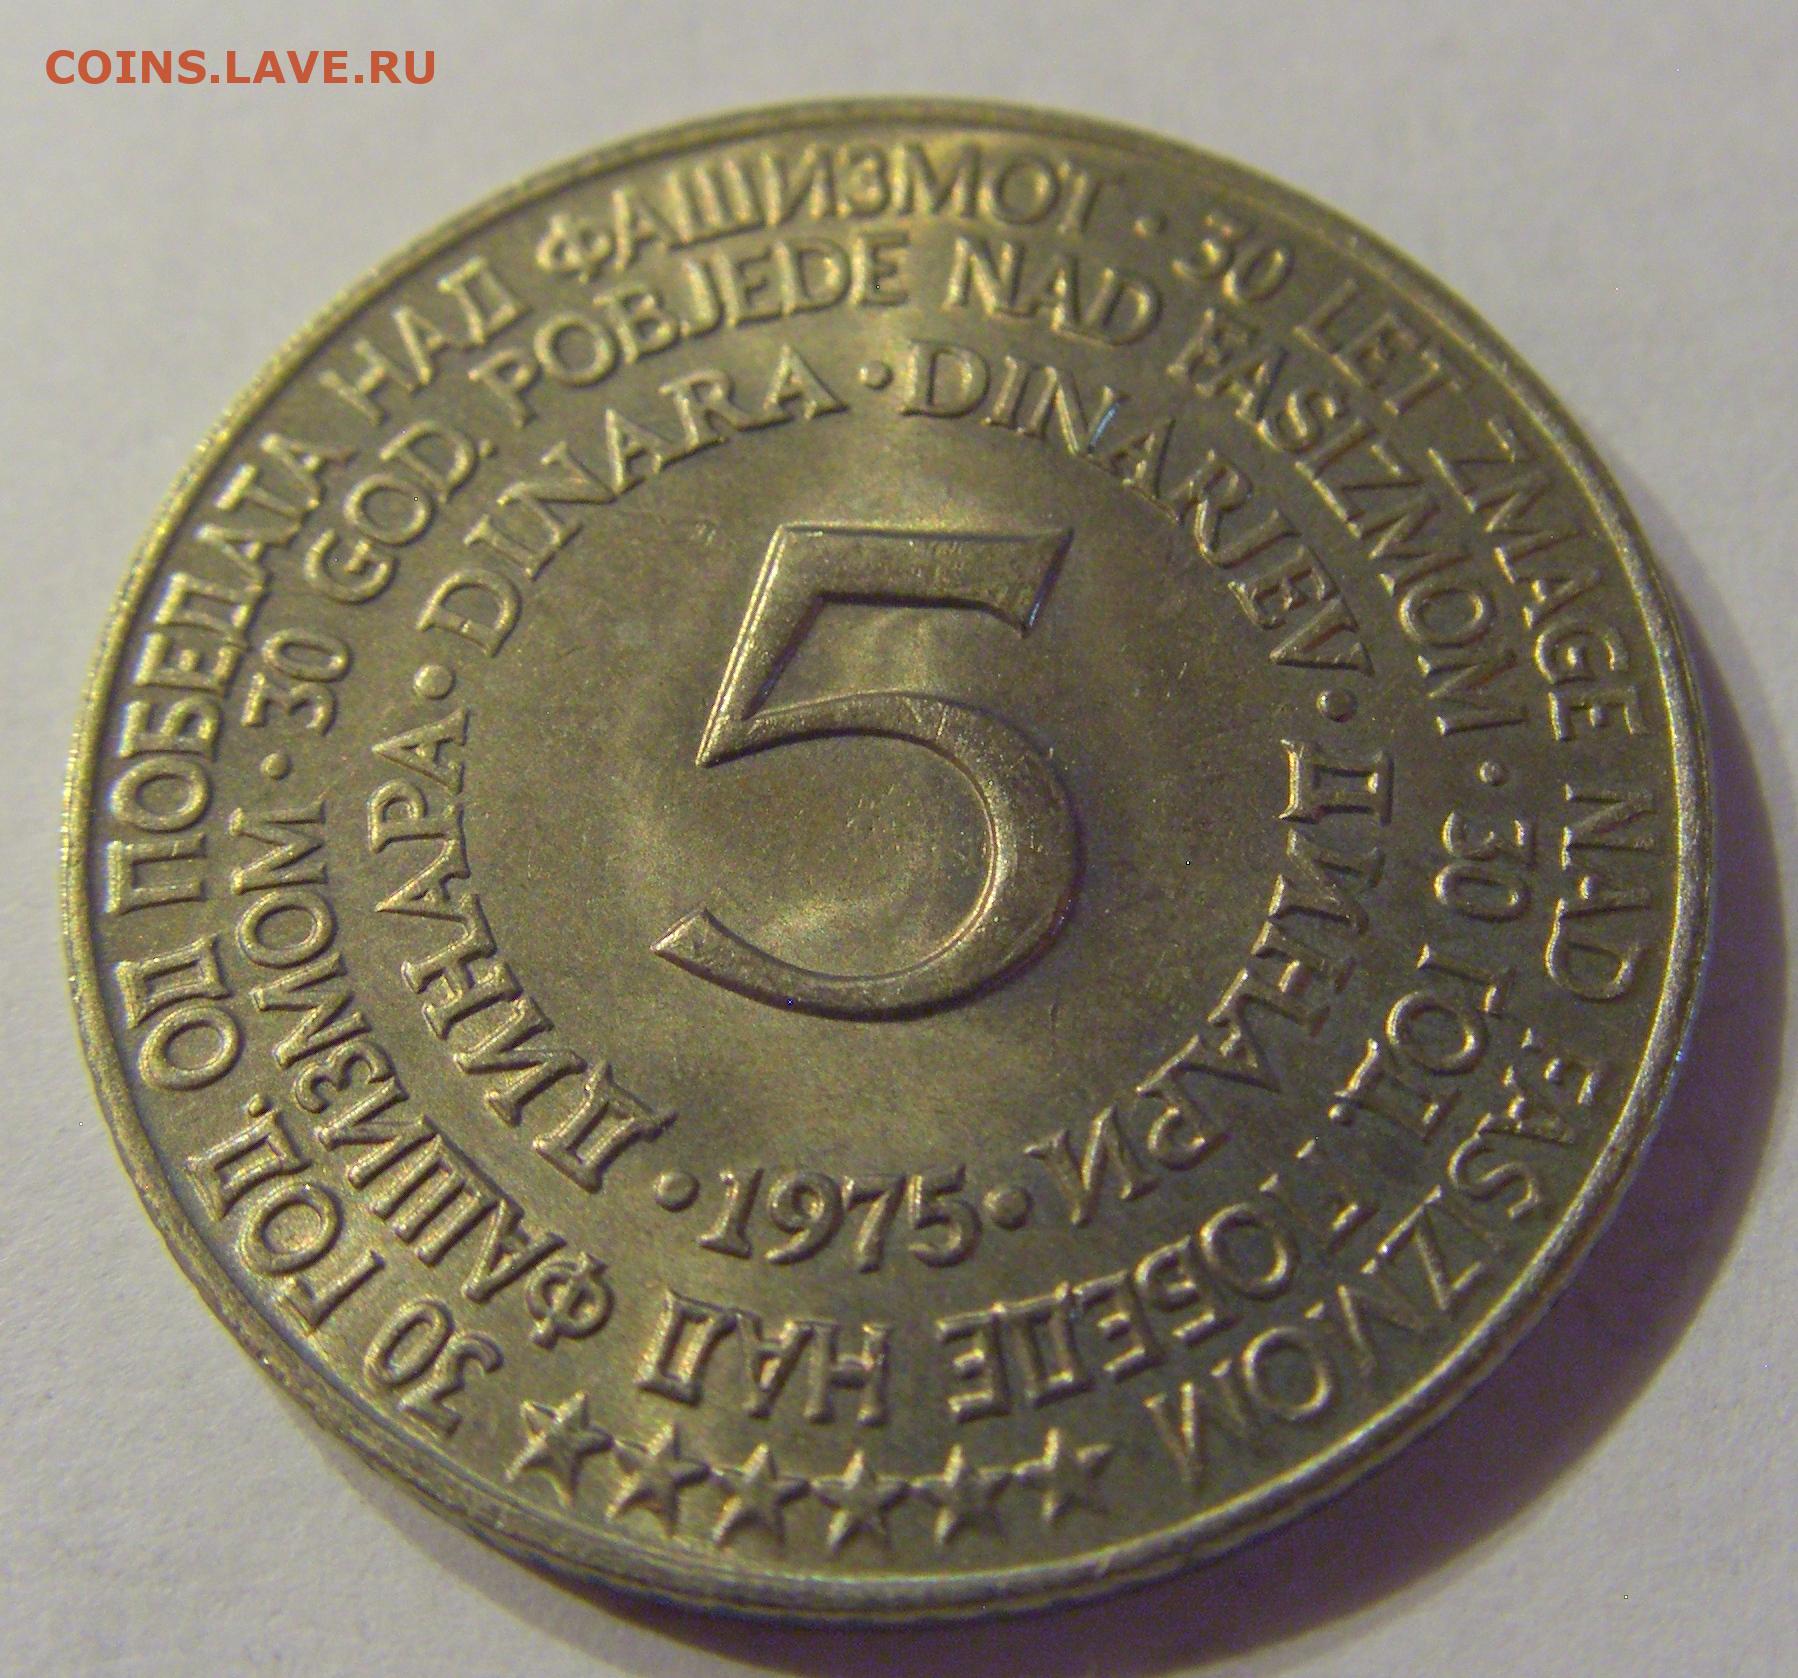 COINS.LAVE.RU
30 ГОД. ОД ПОБЕДАТА НАД ФАШИЗМОТ · 30 LET ZMAGE NAD FAŠIZMOM
30 GOD. POBJEDE NAD FAŠIZMOM · 30 ГОД. ПОБЕДЕ НАД ФАШИЗМОМ ·
ДИНАРА · DINARA · DINARJEV · ДИНАРИ · 1975 ·
5